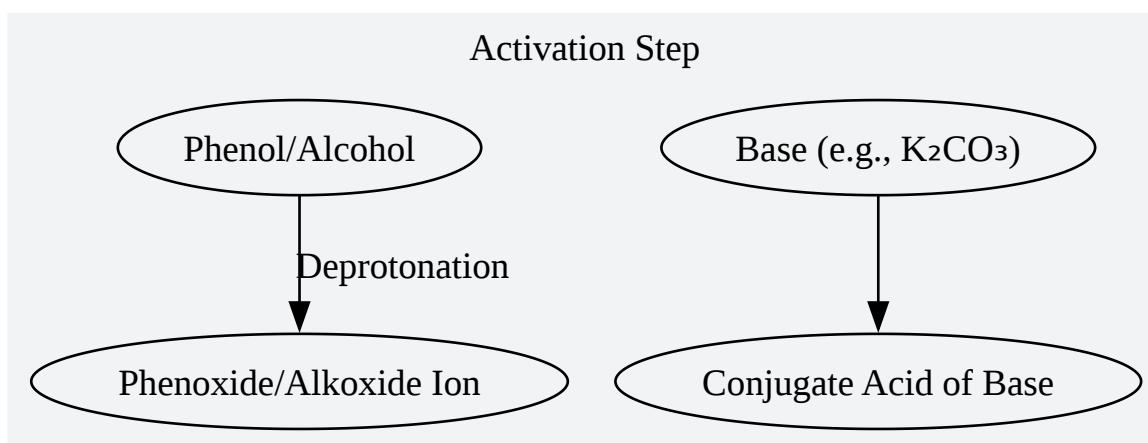 Activation Step
Phenol/Alcohol
Base (e.g., K₂CO₃)
Deprotonation
Phenoxide/Alkoxide Ion
Conjugate Acid of Base